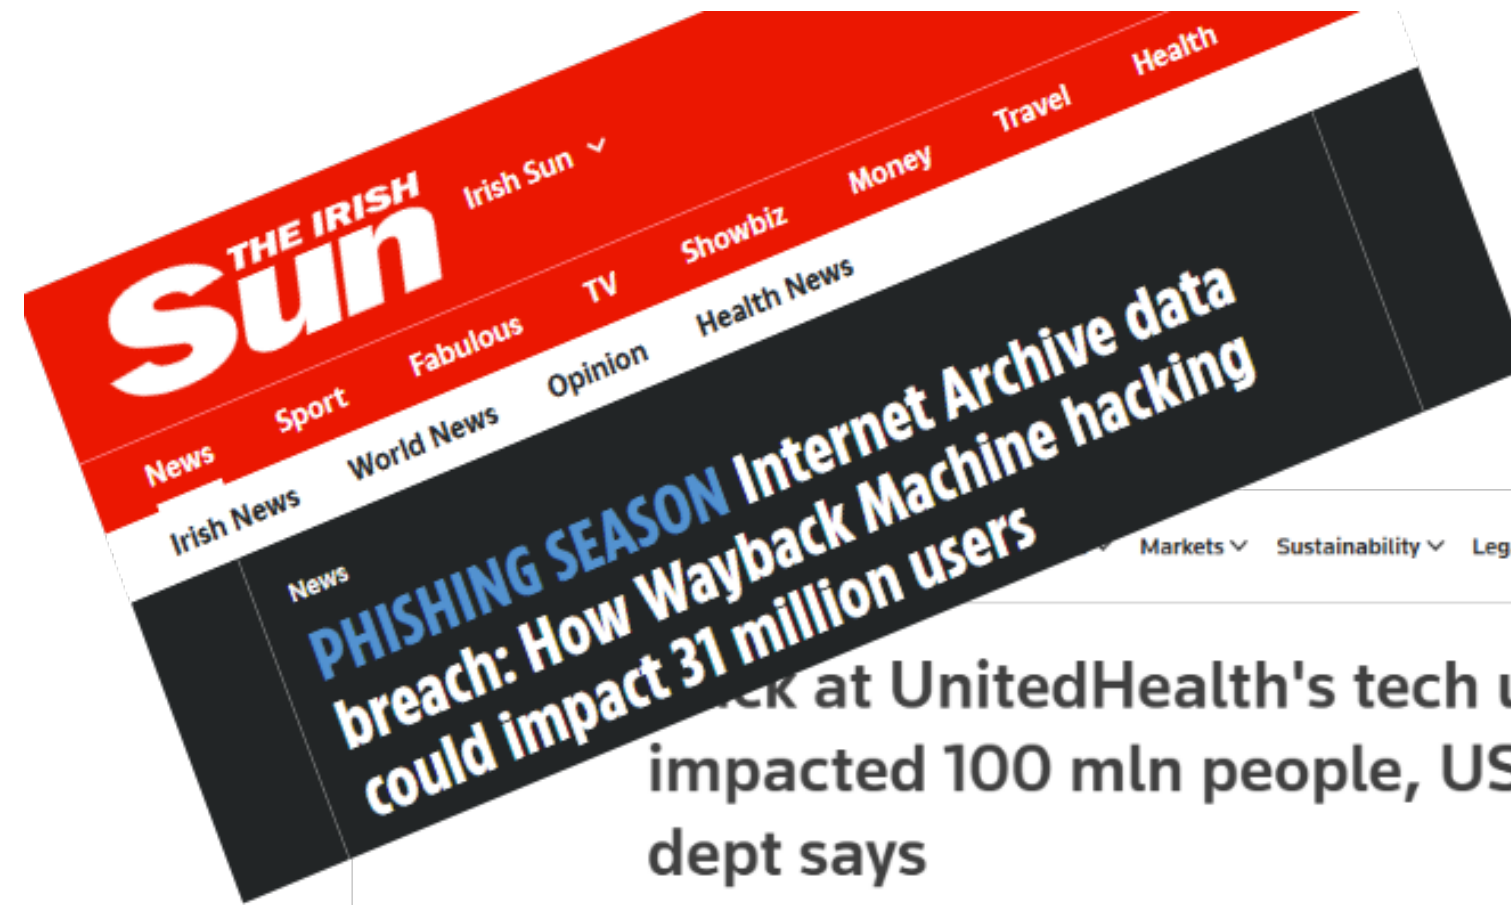 THE IRISH
Sun
Irish Sun
News Sport Fabulous TV Showbiz Money Travel Health
Irish News World News Opinion Health News
News
PHISHING SEASON Internet Archive data
breach: How Wayback Machine hacking
could impact 31 million users
Markets Sustainability
at UnitedHealth's tech
impacted 100 mln people, US
dept says